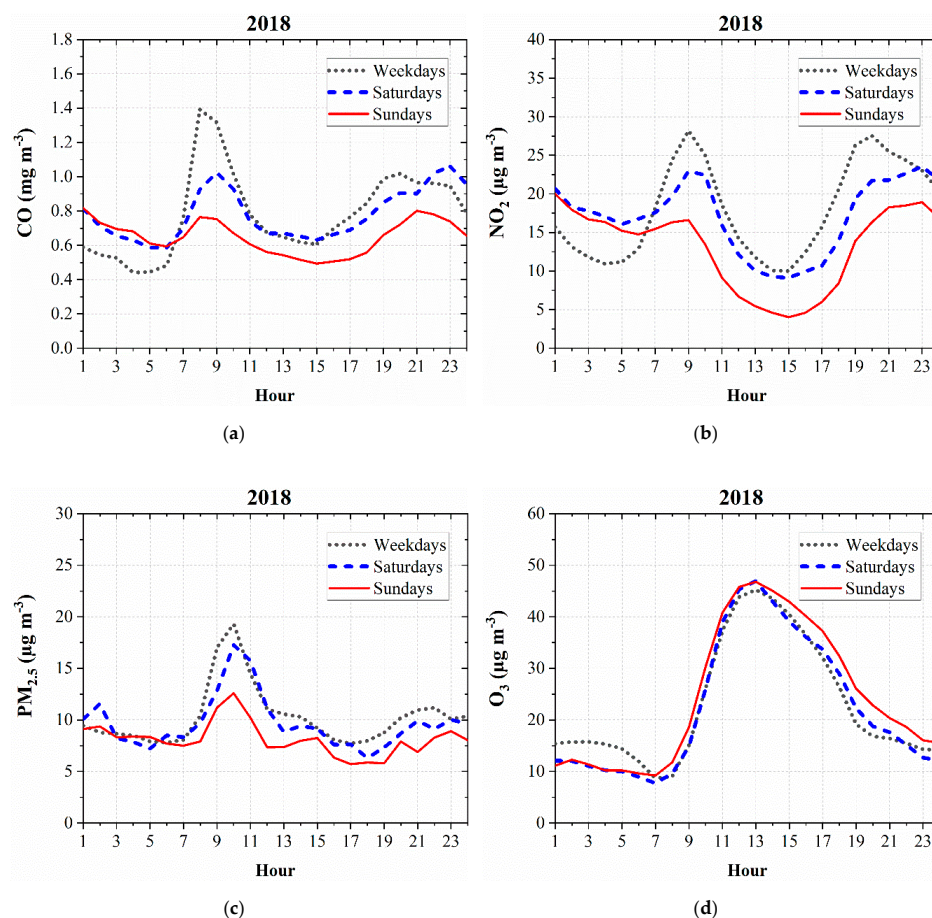 2018
CO (mg m⁻³)
1.8
1.6
1.4
1.2
1.0
0.8
0.6
0.4
0.2
0.0
Weekdays
Saturdays
Sundays
1 3 5 7 9 11 13 15 17 19 21 23
Hour
(a)
2018
NO₂ (µg m⁻³)
40
35
30
25
20
15
10
5
0
Weekdays
Saturdays
Sundays
1 3 5 7 9 11 13 15 17 19 21 23
Hour
(b)
2018
PM₂.₅ (µg m⁻³)
30
25
20
15
10
5
0
Weekdays
Saturdays
Sundays
1 3 5 7 9 11 13 15 17 19 21 23
Hour
(c)
2018
O₃ (µg m⁻³)
60
50
40
30
20
10
0
Weekdays
Saturdays
Sundays
1 3 5 7 9 11 13 15 17 19 21 23
Hour
(d)